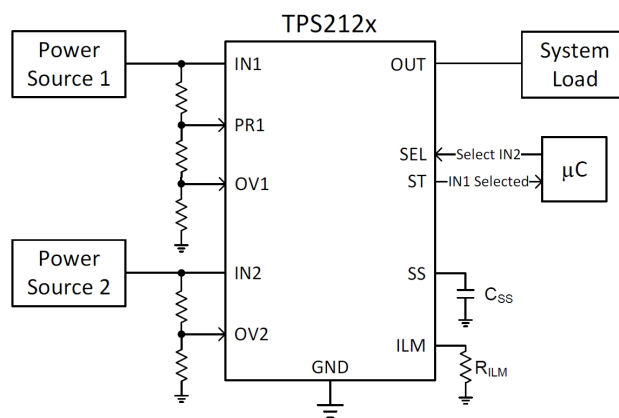 TPS212x
Power
Source 1
IN1
OUT
System
Load
PR1
SEL
Select IN2
µC
OV1
ST
IN1 Selected
Power
Source 2
IN2
SS
CSS
OV2
ILM
RILM
GND